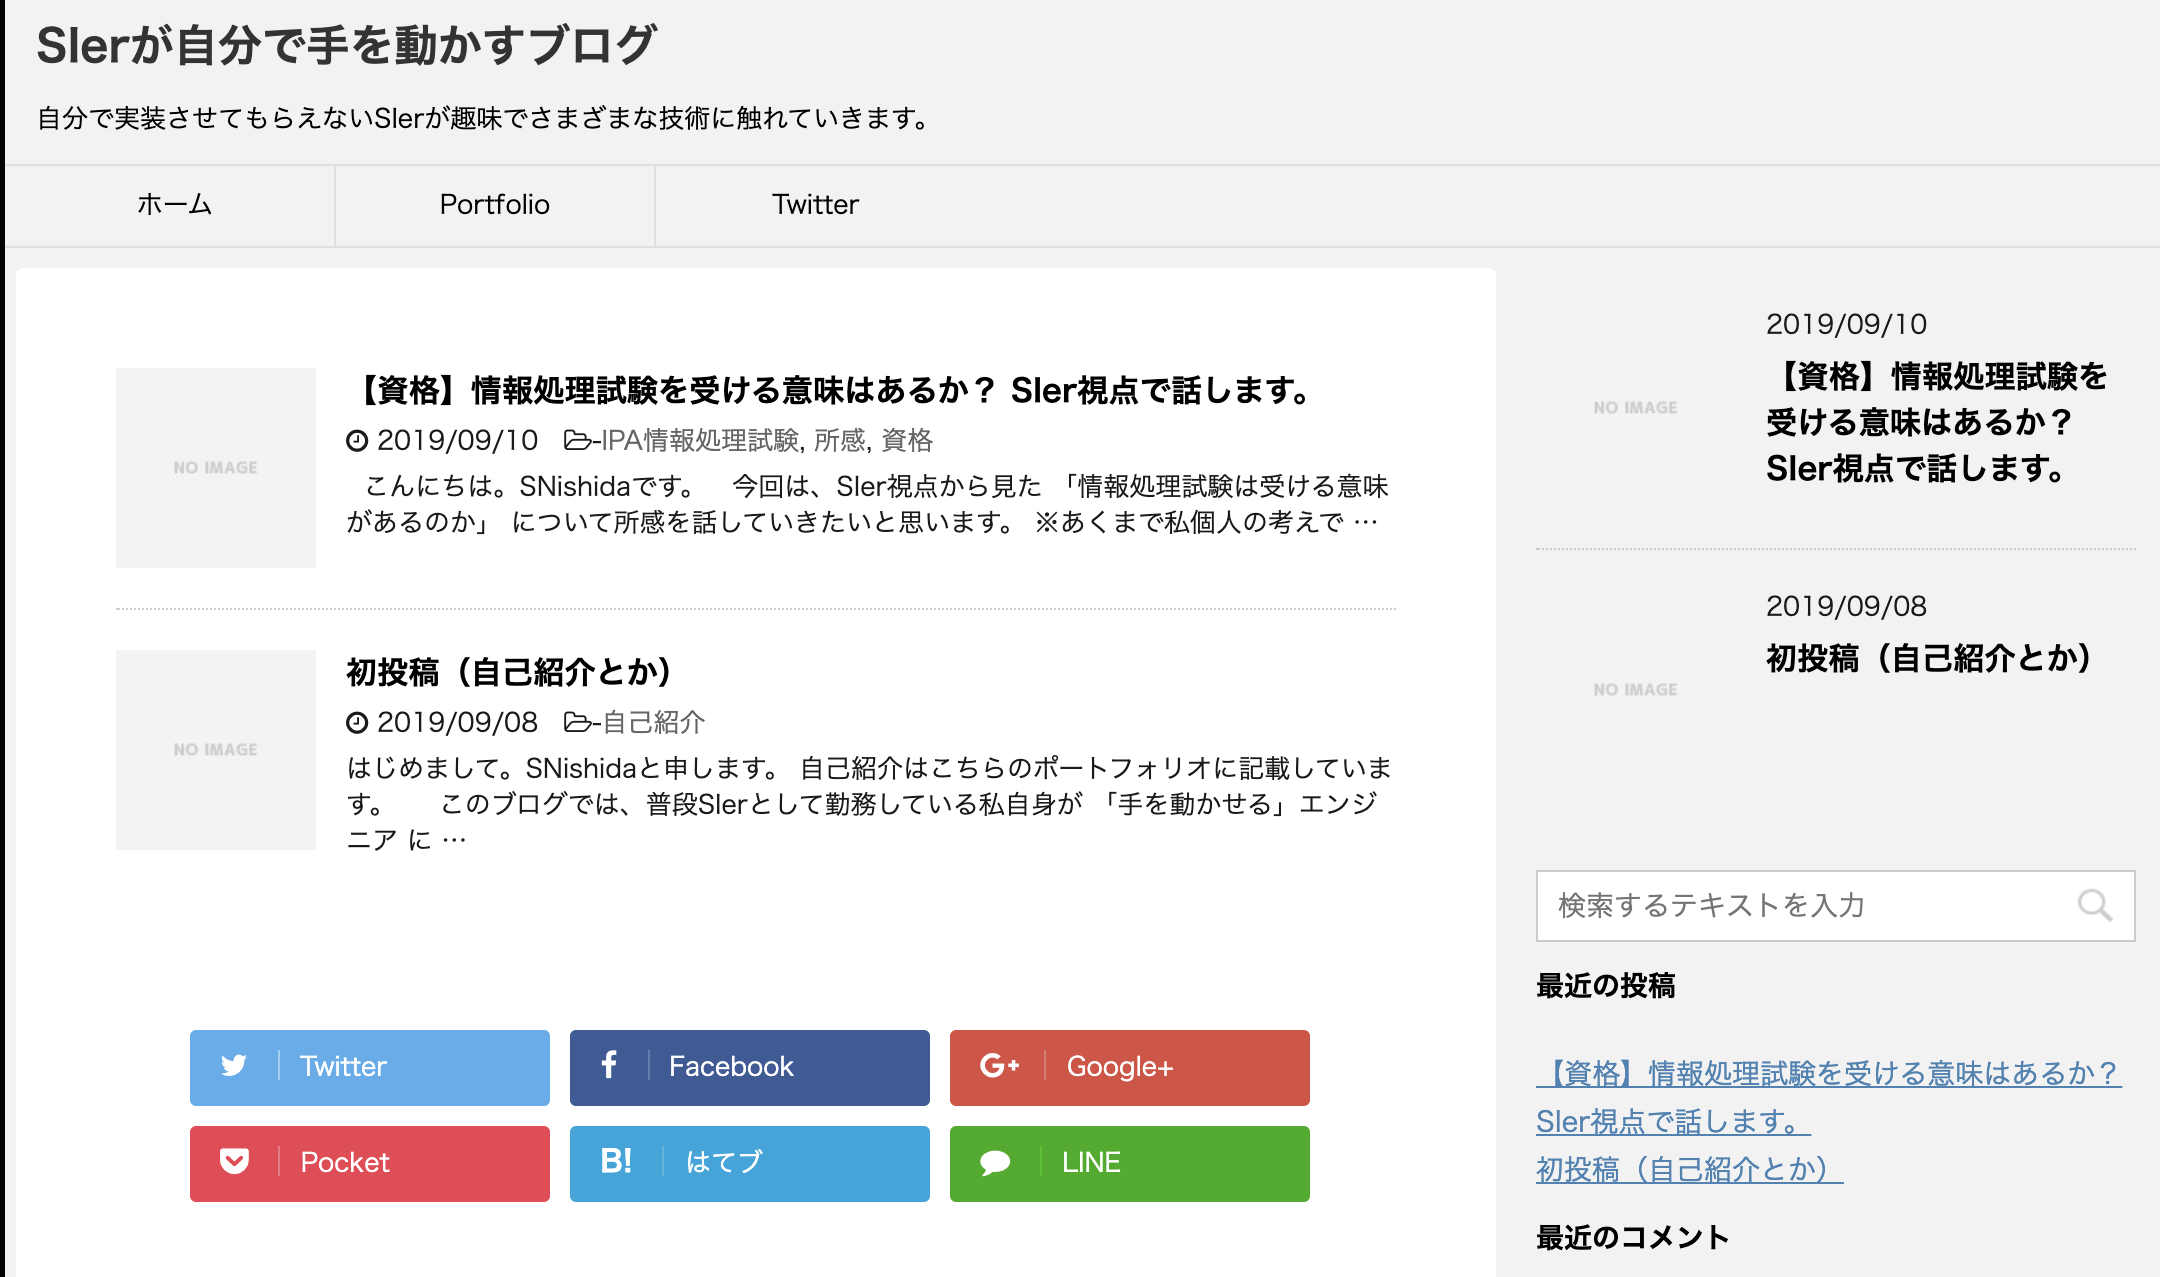 SIerが自分で手を動かすブログ
自分で実装させてもらえないSIerが趣味でさまざまな技術に触れていきます。
ホーム
Portfolio
Twitter
NO IMAGE
【資格】情報処理試験を受ける意味はあるか? SIer視点で話します。
2019/09/10 -IPA情報処理試験, 所感, 資格
こんにちは。SNishidaです。 今回は、SIer視点から見た 「情報処理試験は受ける意味
があるのか」 について所感を話していきたいと思います。 ※あくまで私個人の考えで …
NO IMAGE
初投稿（自己紹介とか）
2019/09/08 -自己紹介
はじめまして。SNishidaと申します。 自己紹介はこちらのポートフォリオに記載していま
す。 このブログでは、普段SIerとして勤務している私自身が 「手を動かせる」エンジ
ニア に …
Twitter
Facebook
G+ Google+
Pocket
B! はてブ
LINE
NO IMAGE
2019/09/10
【資格】情報処理試験を
受ける意味はあるか？
SIer視点で話します。
NO IMAGE
2019/09/08
初投稿（自己紹介とか）
検索するテキストを入力
最近の投稿
【資格】情報処理試験を受ける意味はあるか？
SIer視点で話します。
初投稿（自己紹介とか）
最近のコメント